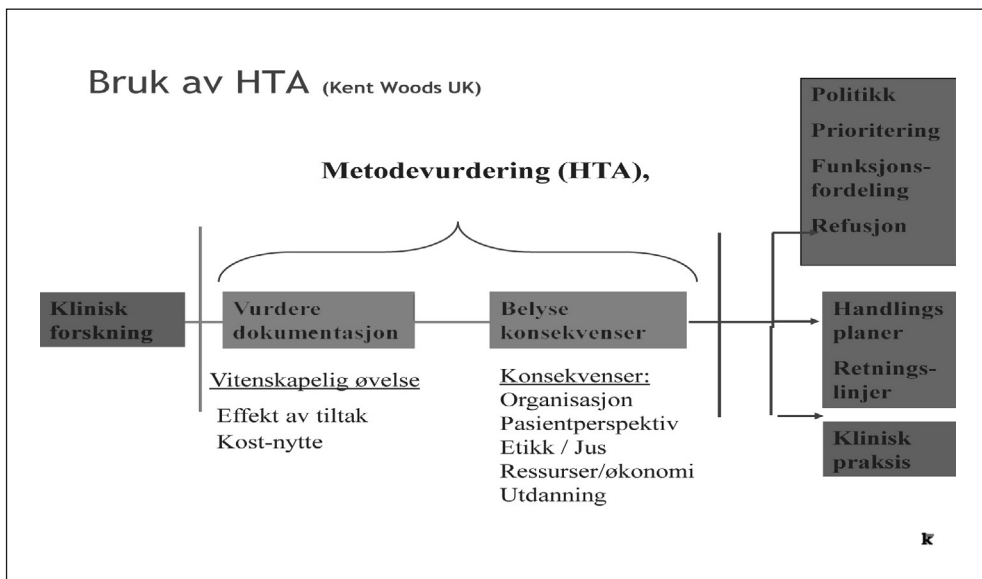 Bruk av HTA (Kent Woods UK)
Metodevurdering (HTA),
Klinisk
forskning
Vurdere
dokumentasjon
Vitenskapelig øvelse
Effekt av tiltak
Kost-nytte
Belyse
konsekvenser
Konsekvenser:
Organisasjon
Pasientperspektiv
Etikk / Jus
Ressurser/økonomi
Utdanning
Politikk
Prioritering
Funksjons-
fordeling
Refusjon
Handlings
planer
Retnings-
linjer
Klinisk
praksis
k